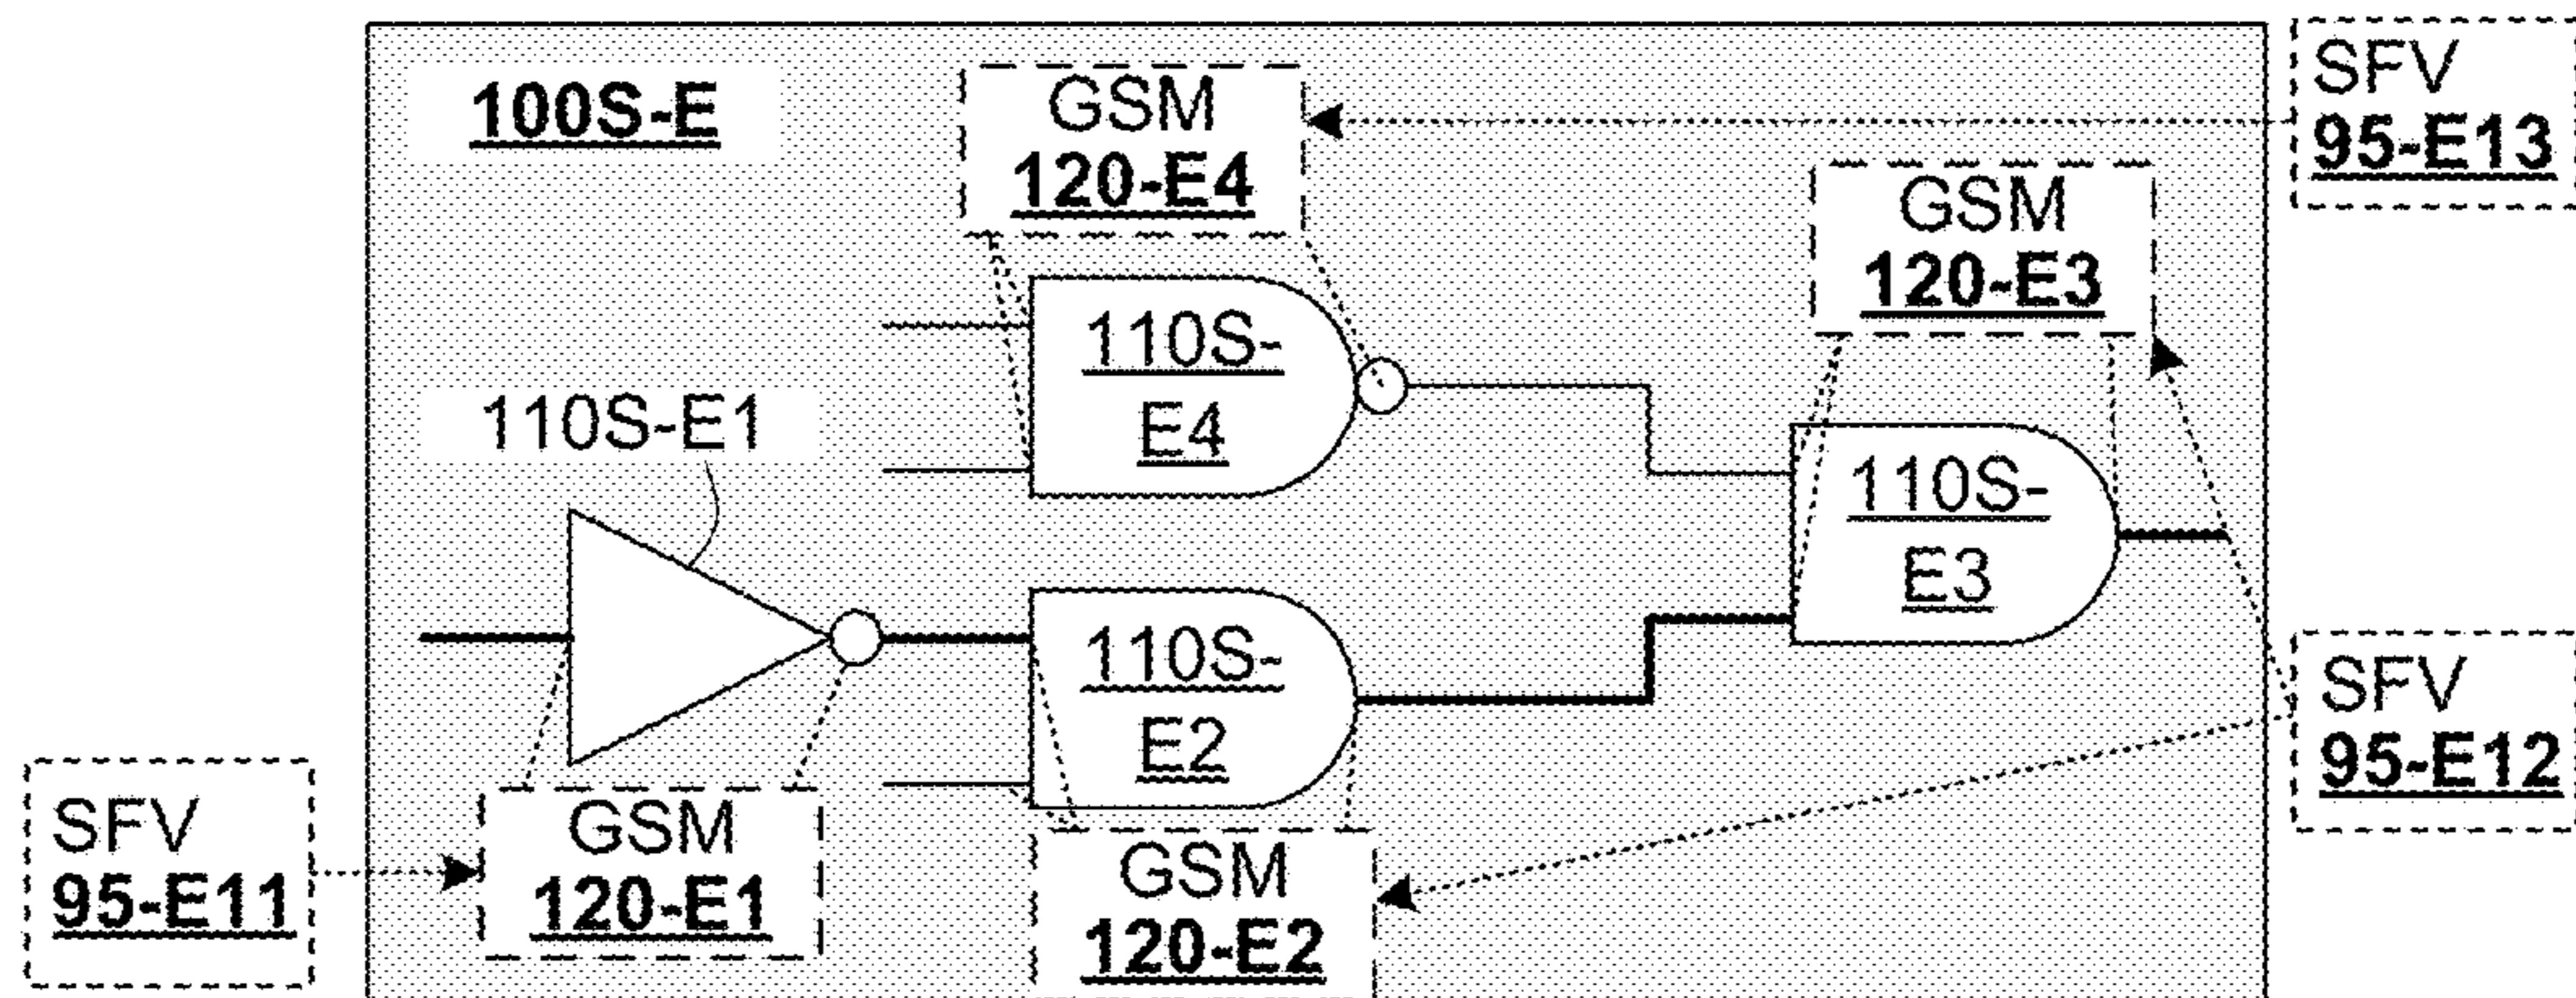 100S-E
GSM
120-E4
SFV
95-E13
GSM
120-E3
110S-
E4
110S-E1
110S-
E3
110S-
E2
SFV
95-E12
SFV
95-E11
GSM
120-E1
GSM
120-E2